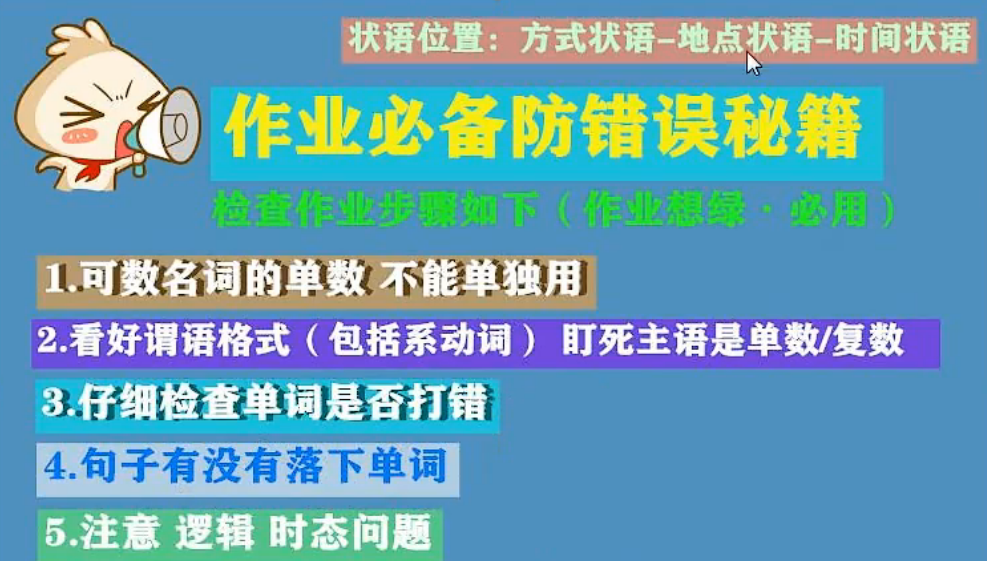 状语位置：方式状语-地点状语-时间状语
作业必备防错误秘籍
检查作业步骤如下（作业想绿·必用）
1.可数名词的单数 不能单独用
2.看好谓语格式（包括系动词） 盯死主语是单数/复数
3.仔细检查单词是否打错
4.句子有没有落下单词
5.注意 逻辑 时态问题